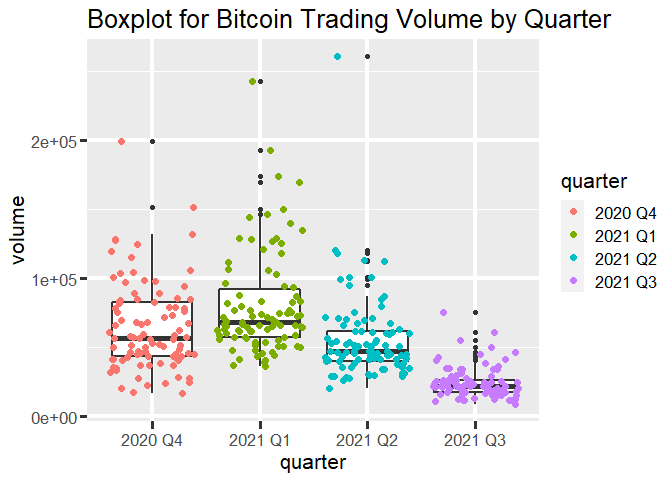 Boxplot for Bitcoin Trading Volume by Quarter
volume
2e+05
1e+05
0e+00
2020 Q4
2021 Q1
2021 Q2
2021 Q3
quarter
quarter
2020 Q4
2021 Q1
2021 Q2
2021 Q3